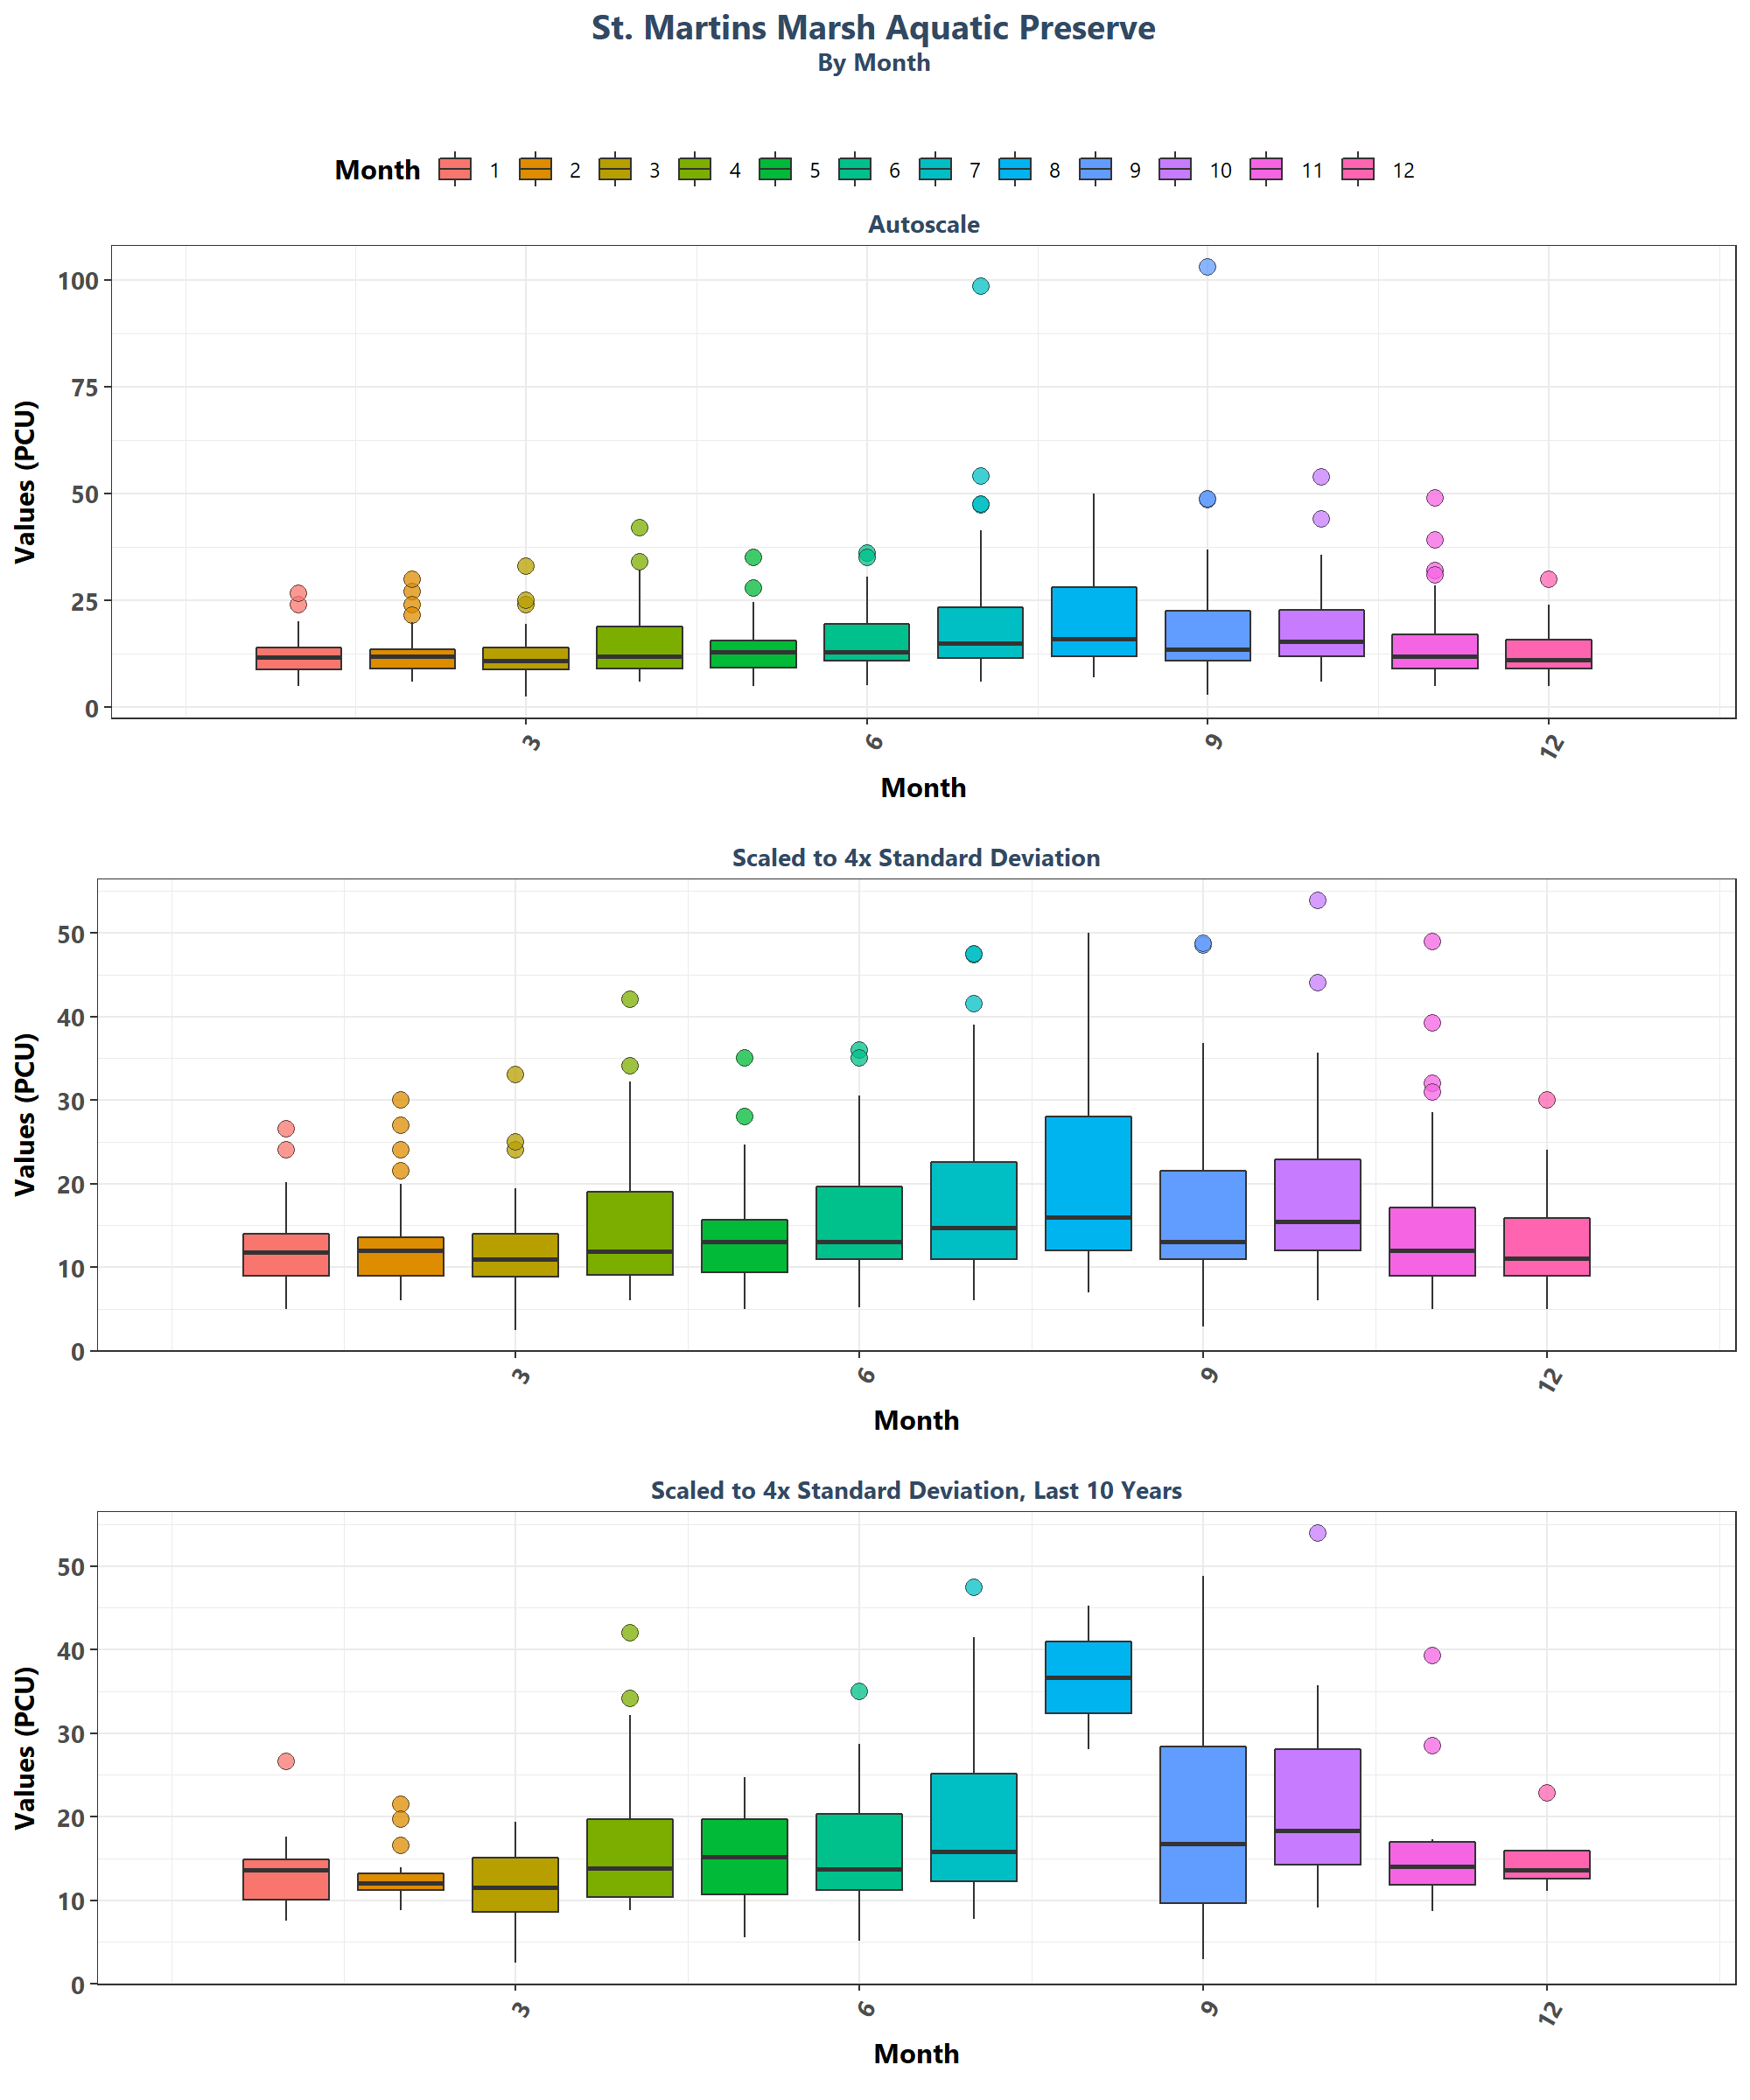 St. Martins Marsh Aquatic Preserve
By Month
Month 1 2 3 4 5 6 7 8 9 10 11 12
Autoscale
Values (PCU)
100
75
50
25
0
3 6 9 12
Month
Scaled to 4x Standard Deviation
Values (PCU)
50
40
30
20
10
0
3 6 9 12
Month
Scaled to 4x Standard Deviation, Last 10 Years
Values (PCU)
50
40
30
20
10
0
3 6 9 12
Month